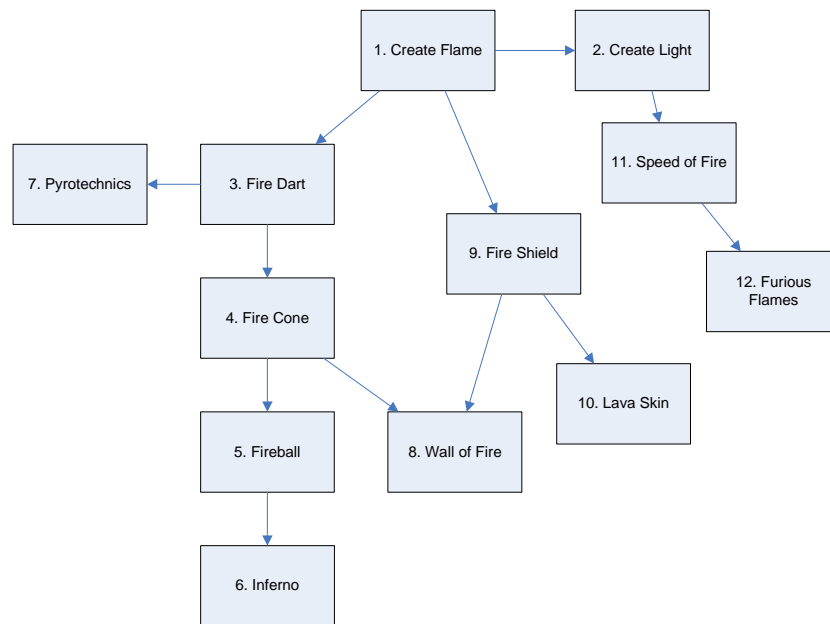 1. Create Flame
2. Create Light
11. Speed of Fire
7. Pyrotechnics
3. Fire Dart
9. Fire Shield
12. Furious
Flames
4. Fire Cone
10. Lava Skin
5. Fireball
8. Wall of Fire
6. Inferno